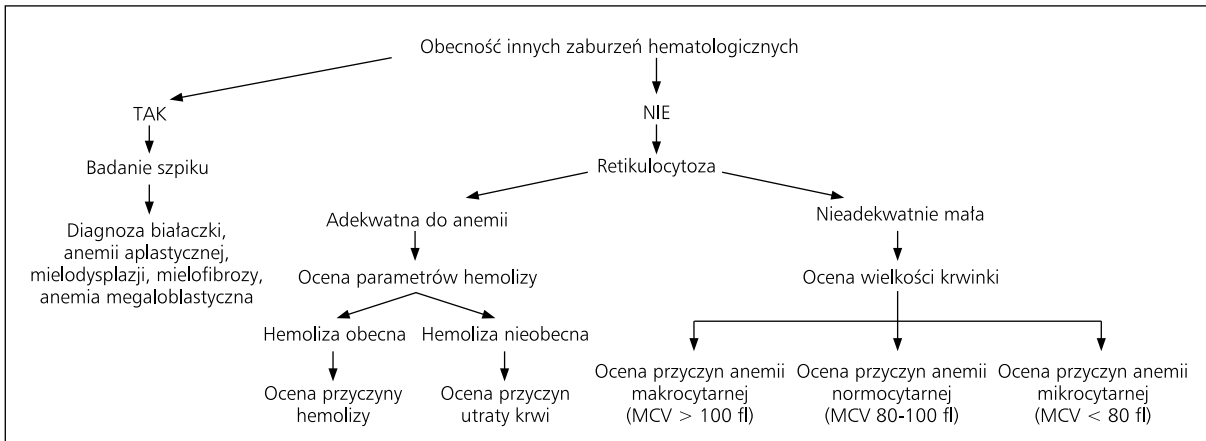 Obecność innych zaburzeń hematologicznych
TAK
NIE
Badanie szpiku
Retikulocytoza
Diagnoza białaczki,
anemii aplastycznej,
mielodysplazji, mielofibrozy,
anemia megaloblastyczna
Adekwatna do anemii
Nieadekwatnie mała
Ocena parametrów hemolizy
Ocena wielkości krwinki
Hemoliza obecna
Hemoliza nieobecna
Ocena przyczyny
hemolizy
Ocena przyczyn
utraty krwi
Ocena przyczyn anemii
makrocytarnej
(MCV > 100 fl)
Ocena przyczyn anemii
normocytarnej
(MCV 80-100 fl)
Ocena przyczyn anemii
mikrocytarnej
(MCV < 80 fl)